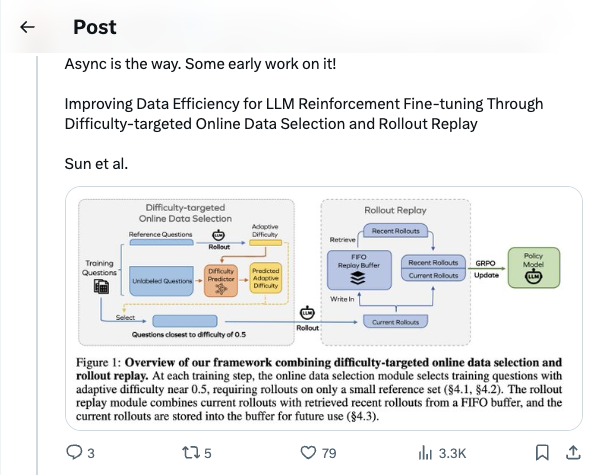 Post
Async is the way. Some early work on it!
Improving Data Efficiency for LLM Reinforcement Fine-tuning Through
Difficulty-targeted Online Data Selection and Rollout Replay
Sun et al.
Difficulty-targeted
Online Data Selection
Reference Questions
LLM
Rollout
Adaptive
Difficulty
Training
Questions
Unlabeled Questions
Difficulty
Predictor
Predicted
Adaptive
Difficulty
Select
Questions closest to difficulty of 0.5
LLM
Rollout
Rollout Replay
Recent Rollouts
Retrieve
FIFO
Replay Buffer
Recent Rollouts
Current Rollouts
Write In
Current Rollouts
GRPO
Update
Policy
Model
LLM
Figure 1: Overview of our framework combining difficulty-targeted online data selection and
rollout replay. At each training step, the online data selection module selects training questions with
adaptive difficulty near 0.5, requiring rollouts on only a small reference set (§4.1, §4.2). The rollout
replay module combines current rollouts with retrieved recent rollouts from a FIFO buffer, and the
current rollouts are stored into the buffer for future use (§4.3).
3 5 79 3.3K